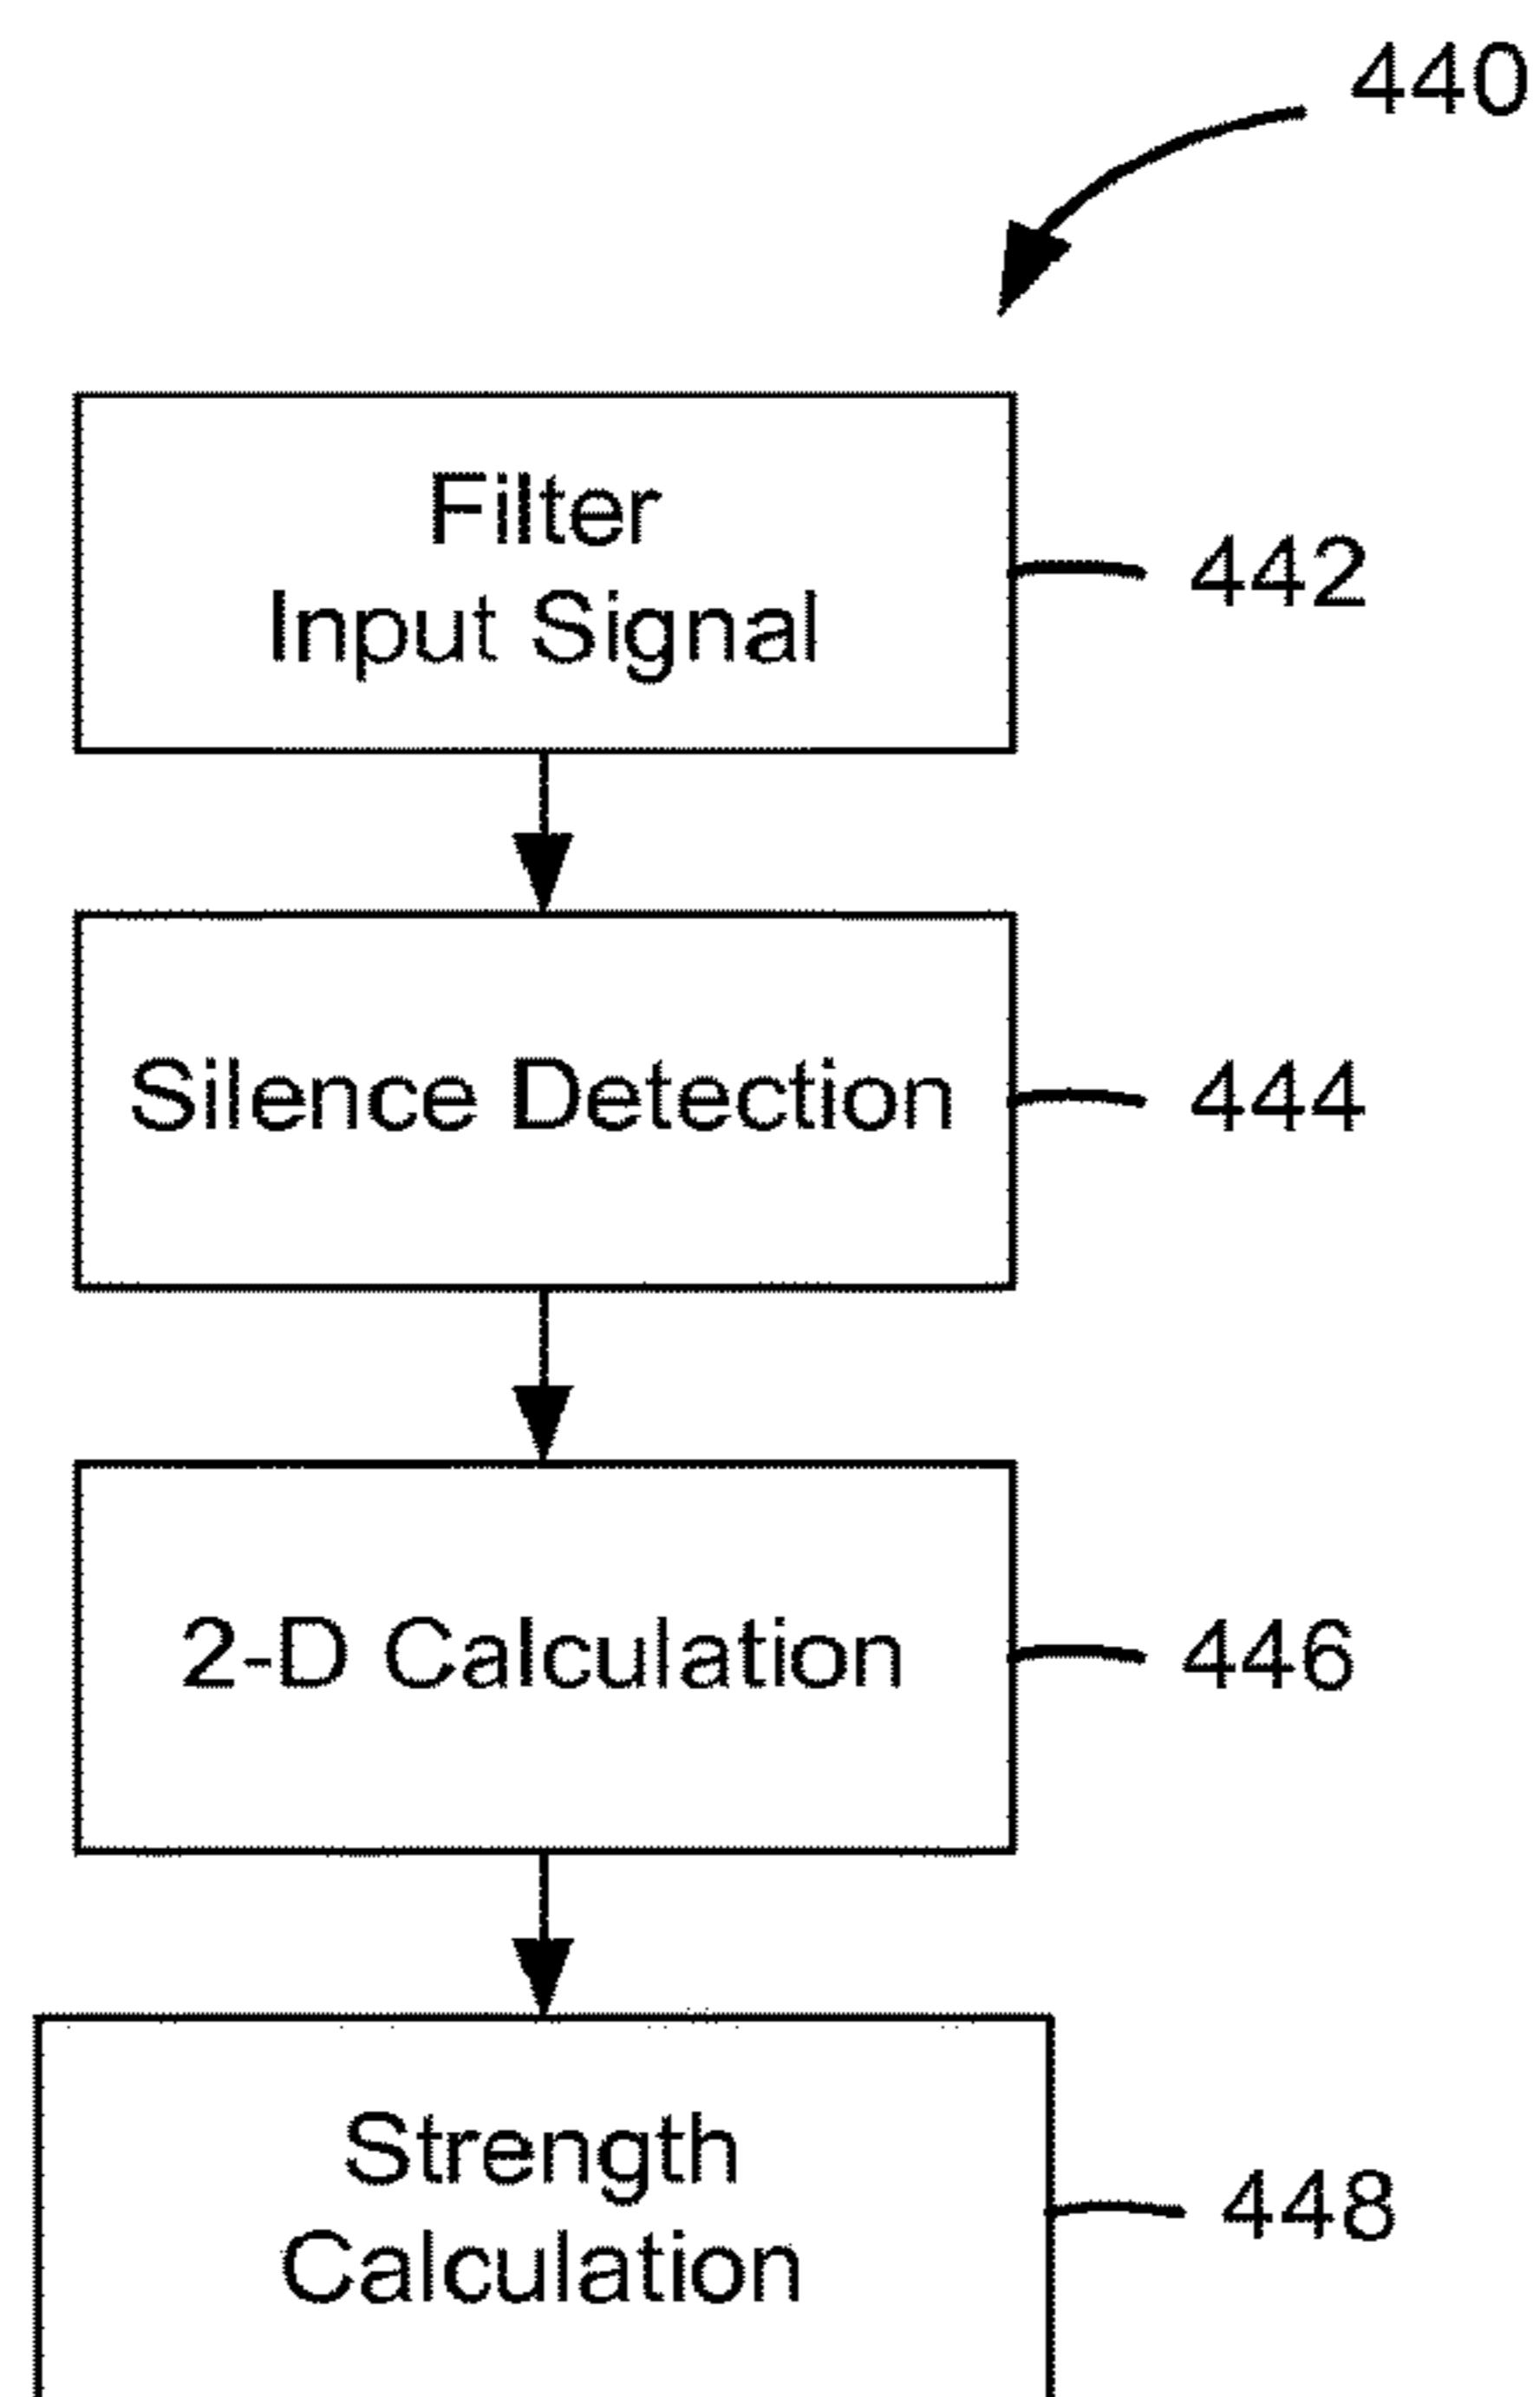 440
Filter
Input Signal
442
Silence Detection
444
2-D Calculation
446
Strength
Calculation
448